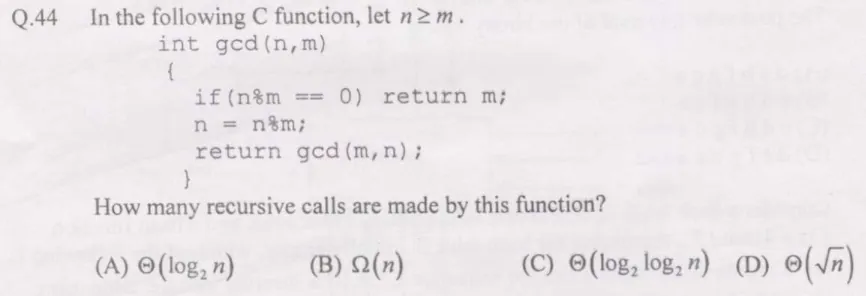 Q.44 In the following C function, let n ≥ m .
int gcd(n,m)
{
if(n%m == 0) return m;
n = n%m;
return gcd(m,n);
}
How many recursive calls are made by this function?
(A) Θ(log₂ n) (B) Ω(n) (C) Θ(log₂ log₂ n) (D) Θ(√n)